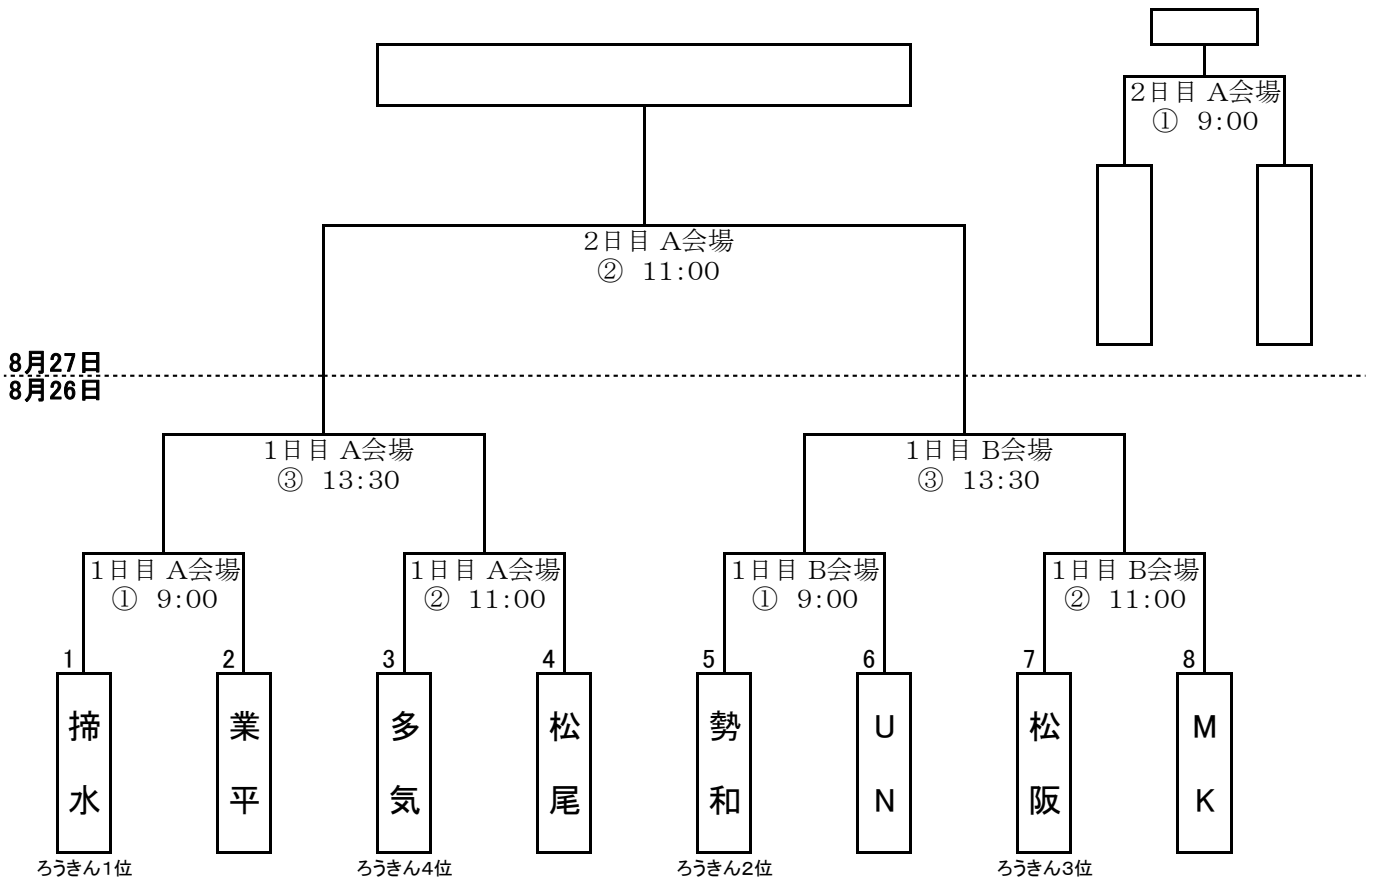 2日目 A会場
① 9:00
2日目 A会場
② 11:00
8月27日
8月26日
1日目 A会場
③ 13:30
1日目 B会場
③ 13:30
1日目 A会場
① 9:00
1日目 A会場
② 11:00
1日目 B会場
① 9:00
1日目 B会場
② 11:00
1
2
3
4
5
6
7
8
揥水
業平
多気
松尾
勢和
UN
松阪
MK
ろうきん1位
ろうきん4位
ろうきん2位
ろうきん3位